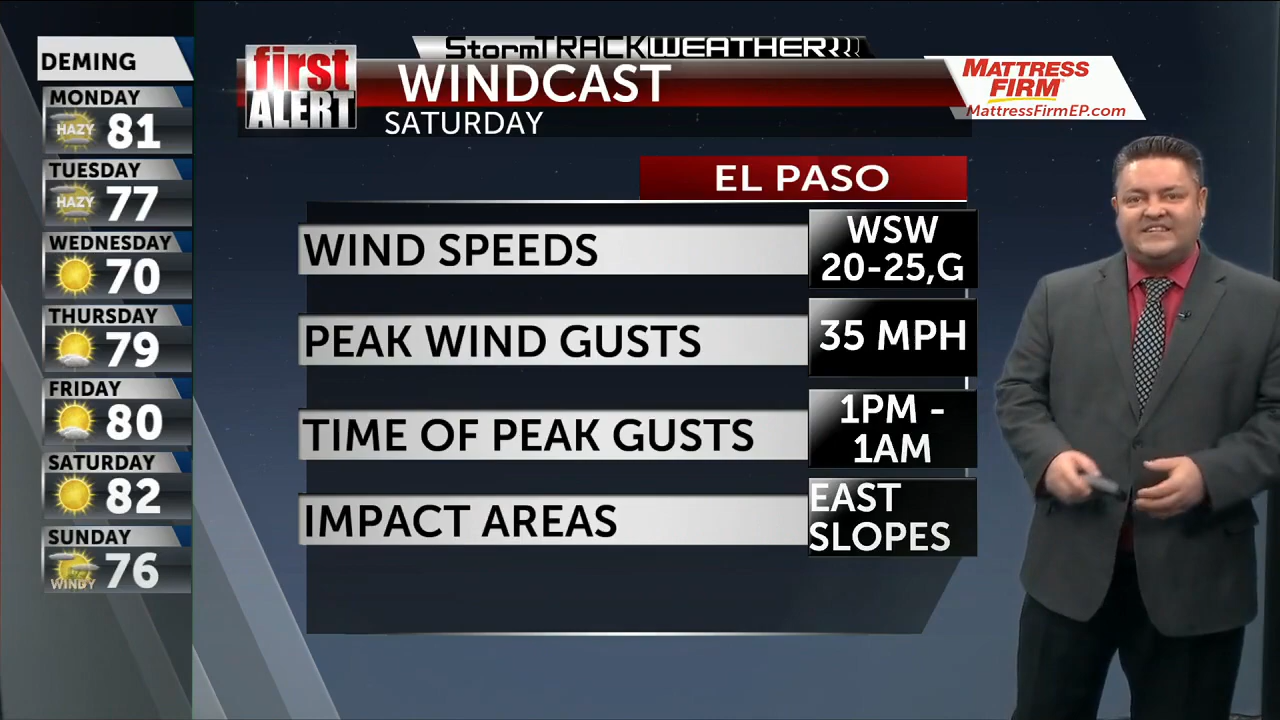 DEMING
MONDAY
HAZY 81
TUESDAY
HAZY 77
WEDNESDAY
70
THURSDAY
79
FRIDAY
80
SATURDAY
82
SUNDAY
WINDY 76
StormTRACKWEATHER
first
ALERT
WINDCAST
SATURDAY
MATTRESS
FIRM
MattressFirmEP.com
EL PASO
WIND SPEEDS
WSW
20-25,G
PEAK WIND GUSTS
35 MPH
TIME OF PEAK GUSTS
1PM -
1AM
IMPACT AREAS
EAST
SLOPES